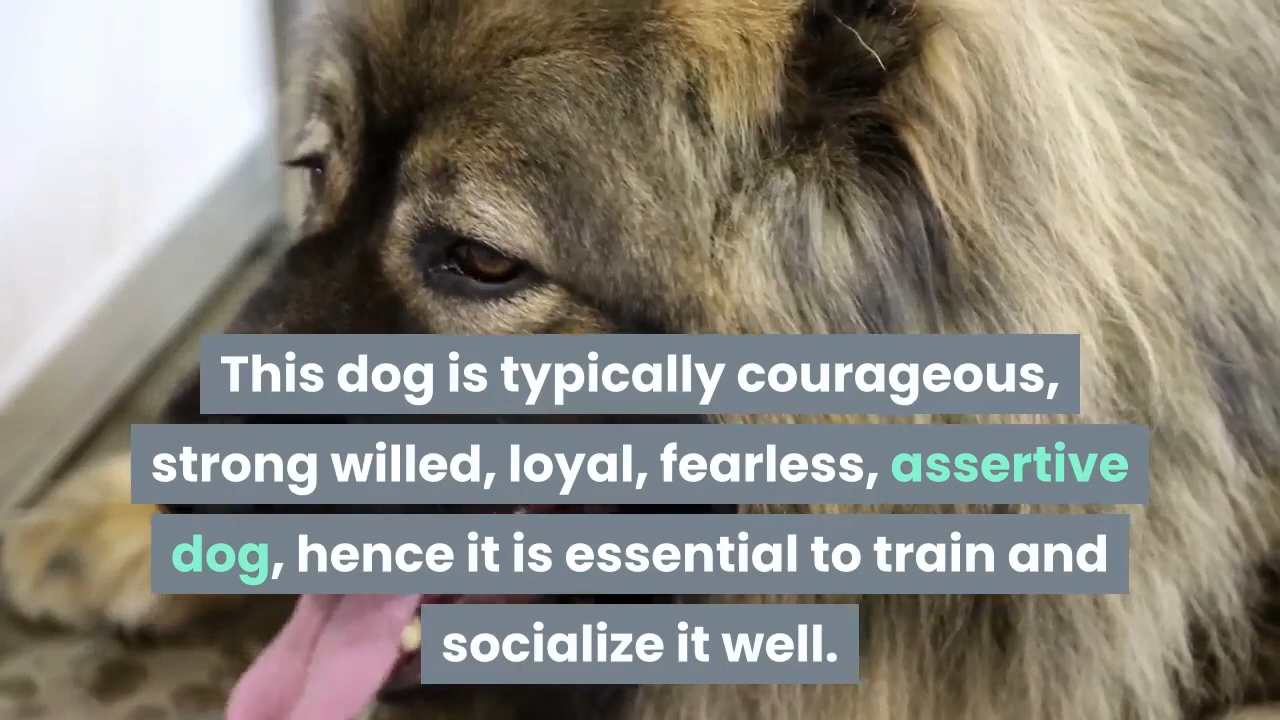 This dog is typically courageous,
strong willed, loyal, fearless, assertive
dog, hence it is essential to train and
socialize it well.